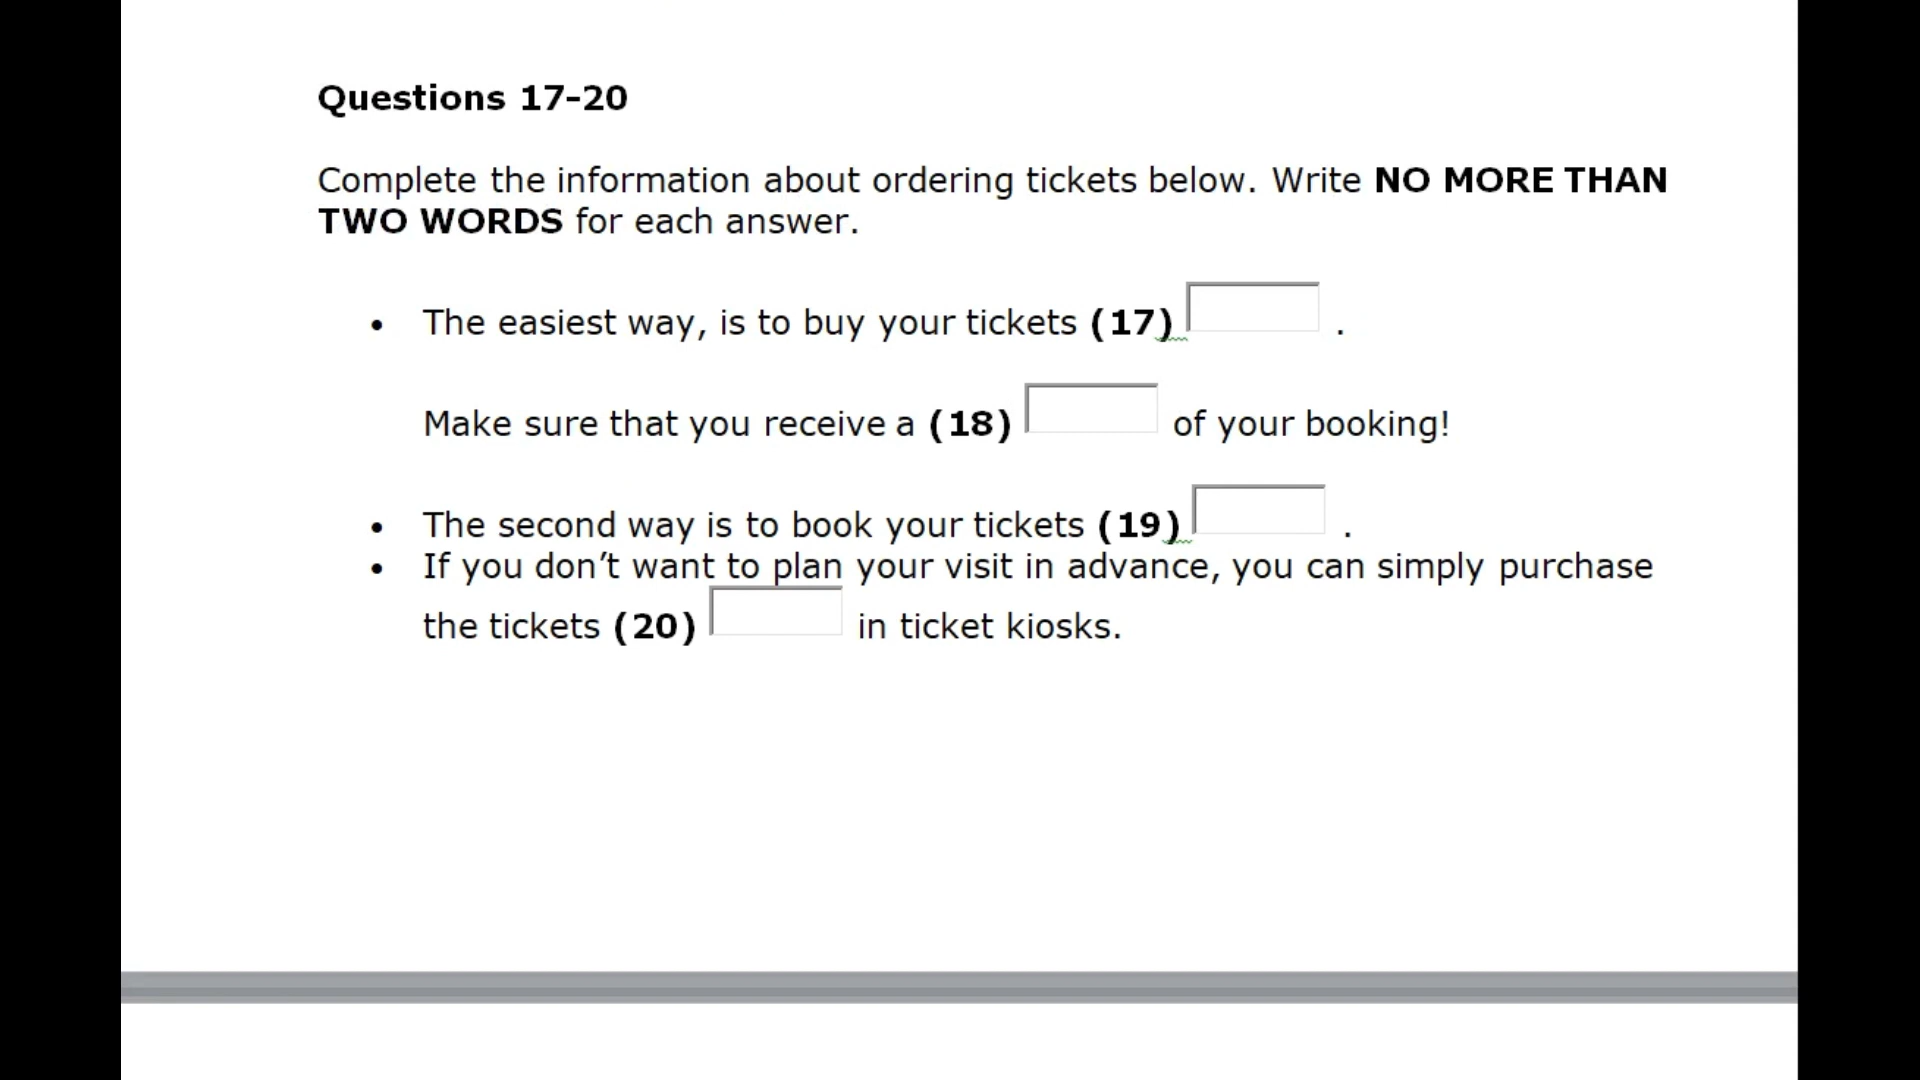 Questions 17-20
Complete the information about ordering tickets below. Write NO MORE THAN
TWO WORDS for each answer.
• The easiest way, is to buy your tickets (17) .
Make sure that you receive a (18) of your booking!
• The second way is to book your tickets (19) .
• If you don’t want to plan your visit in advance, you can simply purchase
the tickets (20) in ticket kiosks.